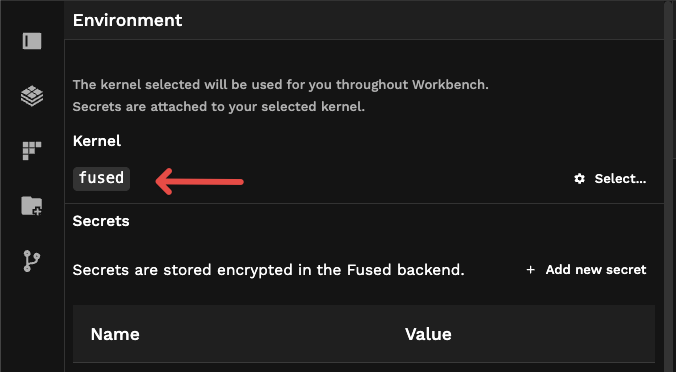 Environment
The kernel selected will be used for you throughout Workbench.
Secrets are attached to your selected kernel.
Kernel
fused
Select...
Secrets
Secrets are stored encrypted in the Fused backend.
+ Add new secret
Name
Value